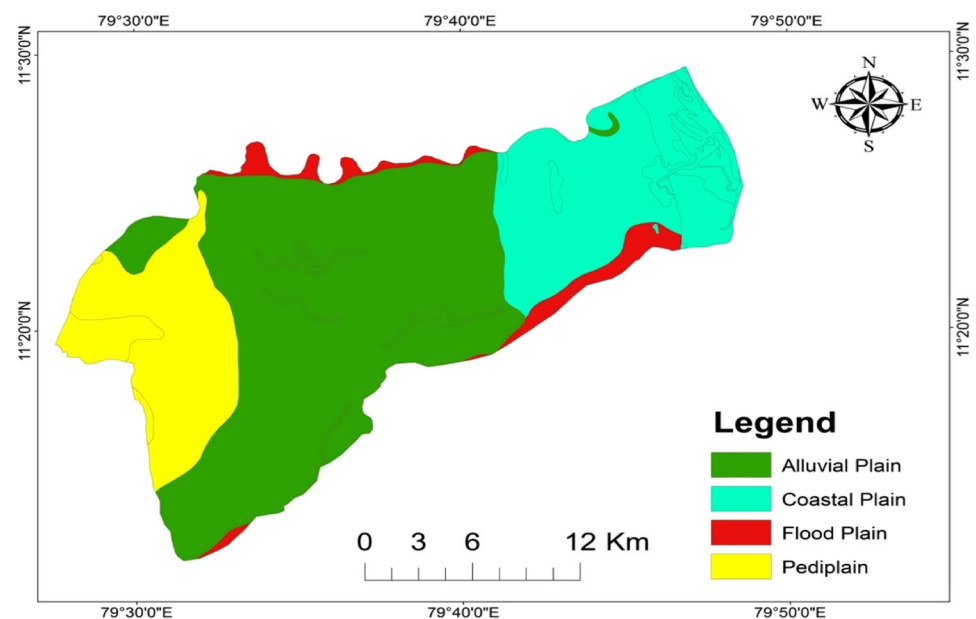 79°30'0"E 79°40'0"E 79°50'0"E
11°30'0"N 11°30'0"N
N
W E
S
11°20'0"N 11°20'0"N
Legend
Alluvial Plain
Coastal Plain
Flood Plain
Pediplain
0 3 6 12 Km
79°30'0"E 79°40'0"E 79°50'0"E